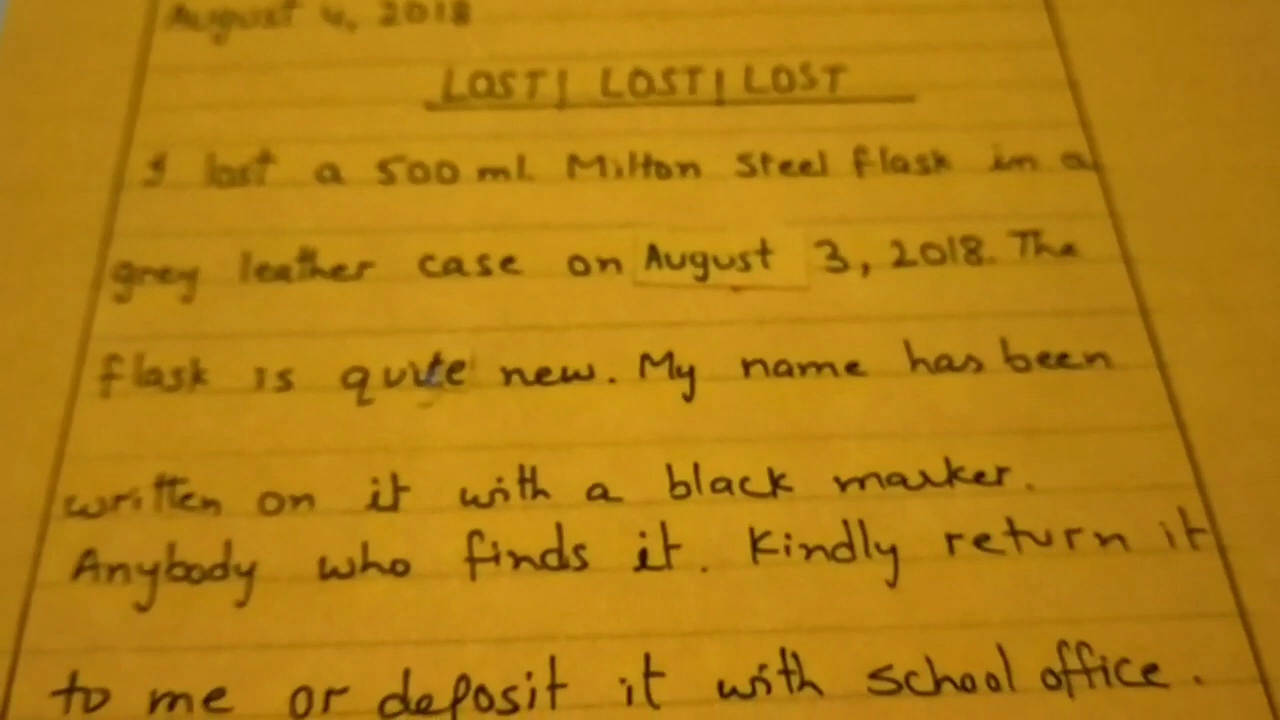 August 4, 2018
LOST! LOST! LOST
I lost a 500 ml. Milton Steel flask in a
grey leather case on August 3, 2018. The
flask is quite new. My name has been
written on it with a black marker.
Anybody who finds it. Kindly return it
to me or deposit it with school office.